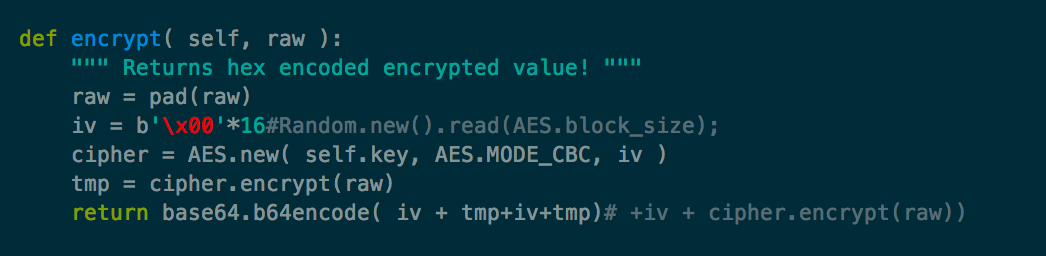 def encrypt( self, raw ):
    """ Returns hex encoded encrypted value! """
    raw = pad(raw)
    iv = b'\x00'*16#Random.new().read(AES.block_size);
    cipher = AES.new( self.key, AES.MODE_CBC, iv )
    tmp = cipher.encrypt(raw)
    return base64.b64encode( iv + tmp+iv+tmp)# +iv + cipher.encrypt(raw))